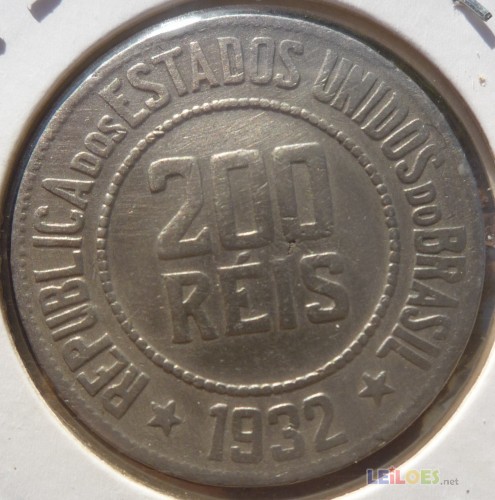 REPUBLICA DOS ESTADOS UNIDOS DO BRASIL
200
RÉIS
★ 1932 ★
LEiLOES.net